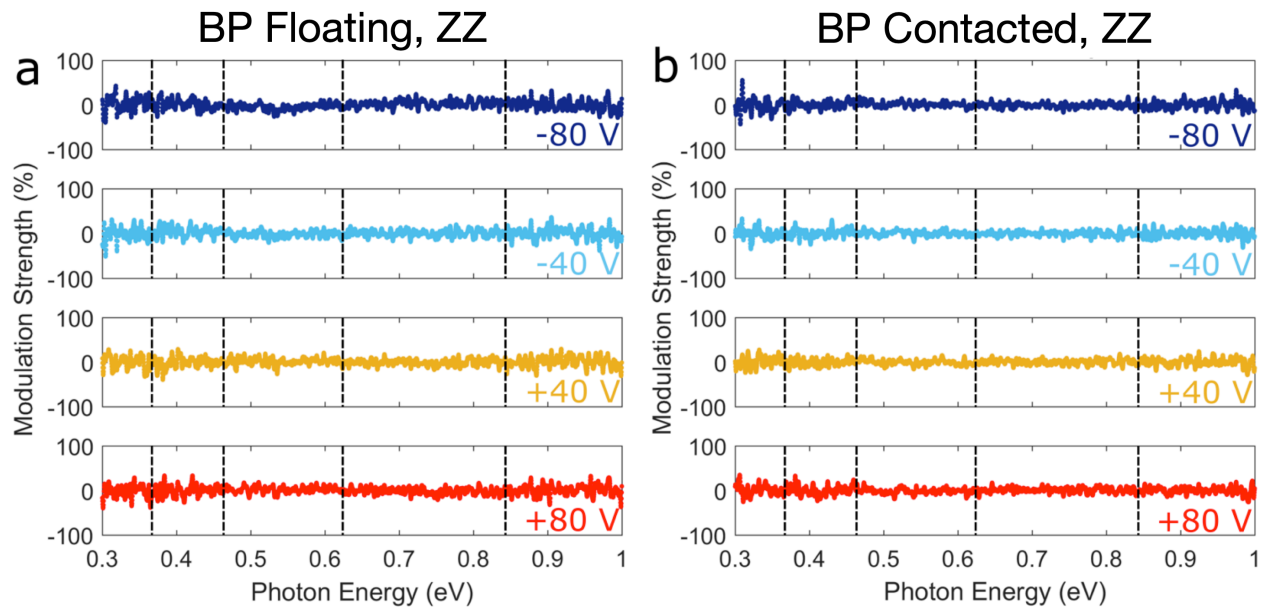 BP Floating, ZZ
BP Contacted, ZZ
a
100
0
-100
-80 V
100
0
-100
-40 V
100
0
-100
+40 V
100
0
-100
+80 V
0.3 0.4 0.5 0.6 0.7 0.8 0.9 1
Photon Energy (eV)
Modulation Strength (%)
b
100
0
-100
-80 V
100
0
-100
-40 V
100
0
-100
+40 V
100
0
-100
+80 V
0.3 0.4 0.5 0.6 0.7 0.8 0.9 1
Photon Energy (eV)
Modulation Strength (%)